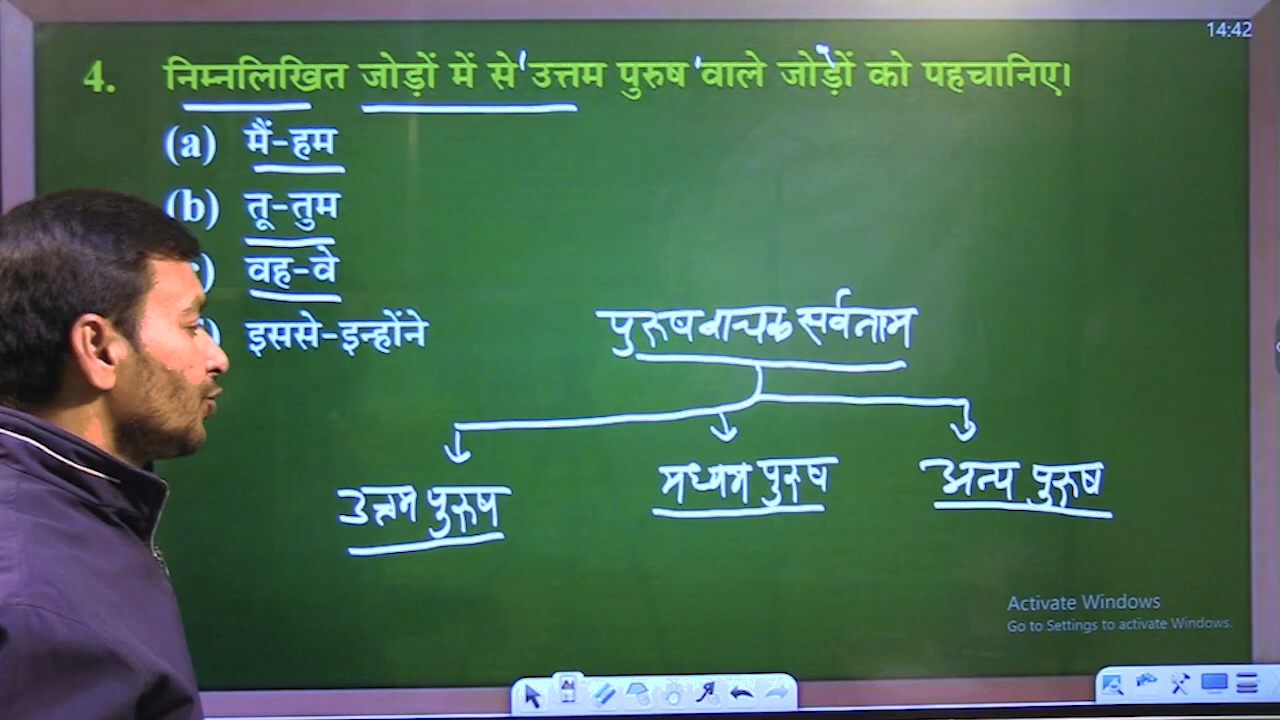 14:42
4. निम्नलिखित जोड़ों में से 'उत्तम पुरुष 'वाले जोड़ों को पहचानिए।
(a) मैं-हम
(b) तू-तुम
वह-वे
इससे-इन्होंने
पुरुषवाचक सर्वनाम
उत्तम पुरुष मध्यम पुरुष अन्य पुरुष
Activate Windows
Go to Settings to activate Windows.